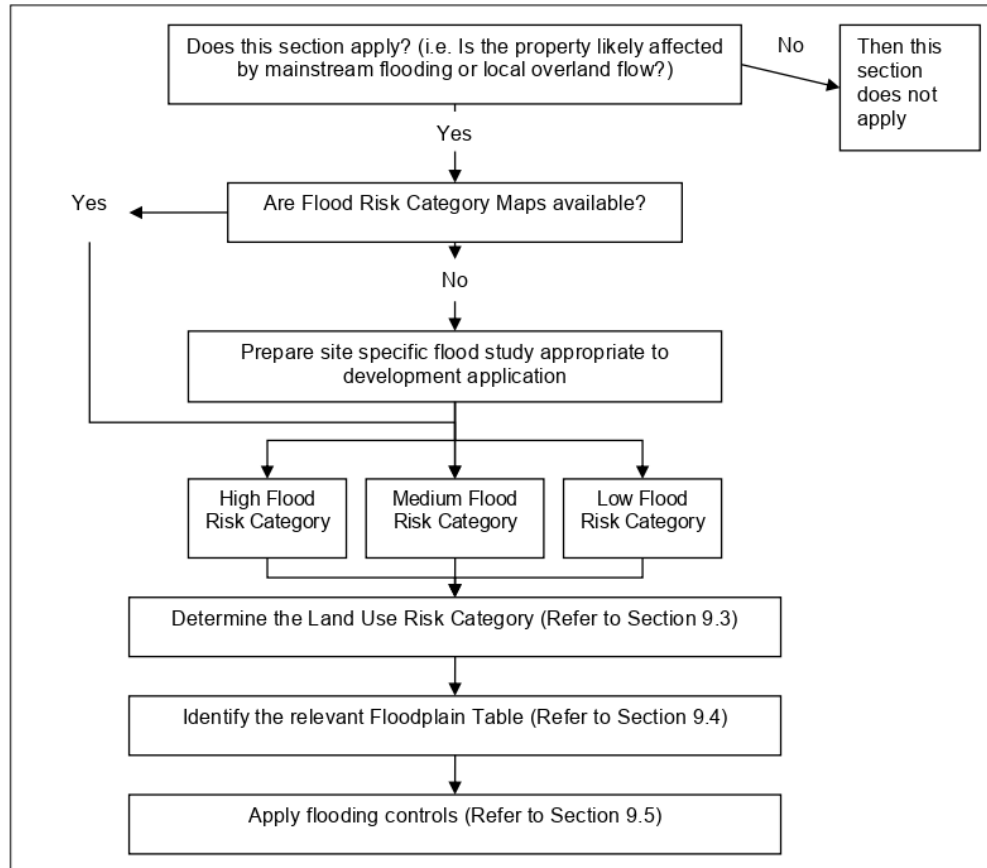 Does this section apply? (i.e. Is the property likely affected
by mainstream flooding or local overland flow?)
No
Then this
section
does not
apply
Yes
Yes
Are Flood Risk Category Maps available?
No
Prepare site specific flood study appropriate to
development application
High Flood
Risk Category
Medium Flood
Risk Category
Low Flood
Risk Category
Determine the Land Use Risk Category (Refer to Section 9.3)
Identify the relevant Floodplain Table (Refer to Section 9.4)
Apply flooding controls (Refer to Section 9.5)